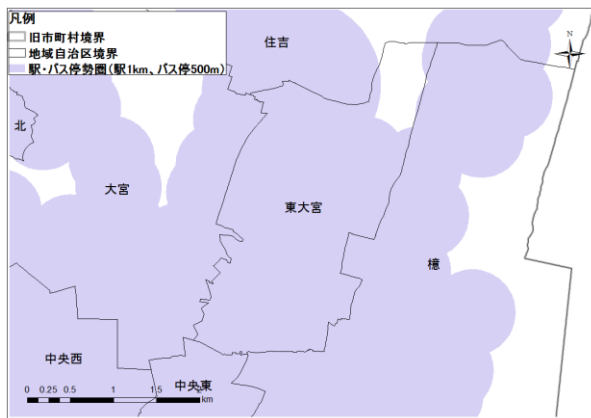 凡例
旧市町村境界
地域自治区境界
駅・バス停勢圏(駅1km、バス停500m)
住吉
N
北
大宮
東大宮
檍
中央西
中央東
0 0.25 0.5 1 1.5 2
km